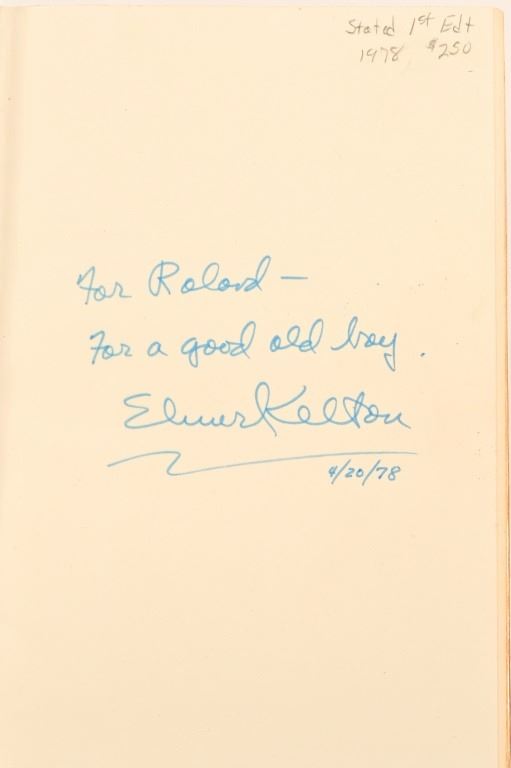 Stated 1st Edt
1978 $250
For Roland —
For a good old boy.
Elmer Kelton
4/20/78